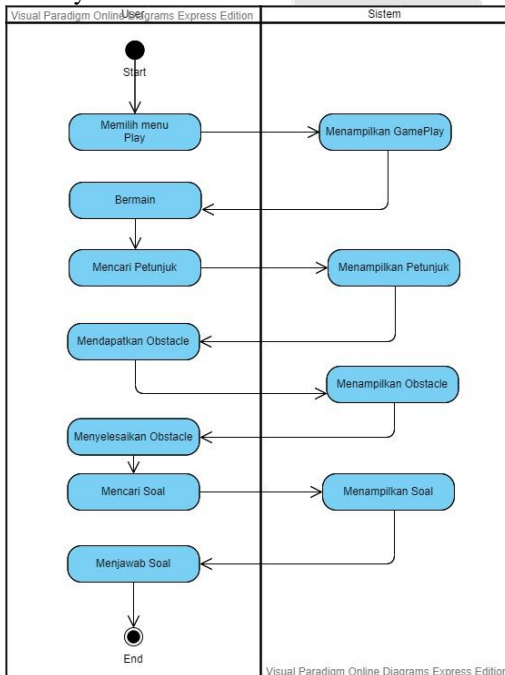 Visual Paradigm Online Diagrams Express Edition
User
Sistem
Start
Memilih menu
Play
Menampilkan GamePlay
Bermain
Mencari Petunjuk
Menampilkan Petunjuk
Mendapatkan Obstacle
Menampilkan Obstacle
Menyelesaikan Obstacle
Mencari Soal
Menampilkan Soal
Menjawab Soal
End
Visual Paradigm Online Diagrams Express Edition